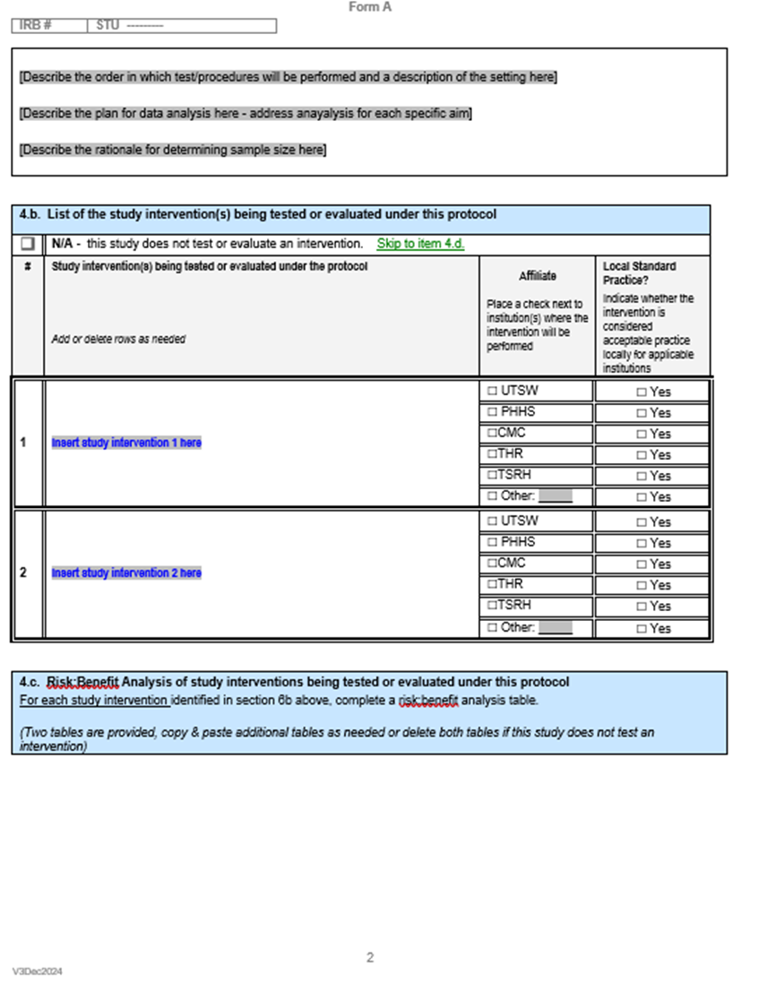 Form A
IRB # STU ---------
[Describe the order in which test/procedures will be performed and a description of the setting here]
[Describe the plan for data analysis here - address anayalysis for each specific aim]
[Describe the rationale for determining sample size here]
4.b. List of the study intervention(s) being tested or evaluated under this protocol
☐ N/A - this study does not test or evaluate an intervention. Skip to item 4.d.
# Study intervention(s) being tested or evaluated under the protocol
Add or delete rows as needed
Affiliate
Place a check next to
institution(s) where the
intervention will be
performed
Local Standard
Practice?
Indicate whether the
intervention is
considered
acceptable practice
locally for applicable
institutions
1
Insert study intervention 1 here
☐ UTSW ☐ Yes
☐ PHHS ☐ Yes
☐CMC ☐ Yes
☐THR ☐ Yes
☐TSRH ☐ Yes
☐ Other: ____ ☐ Yes
2
Insert study intervention 2 here
☐ UTSW ☐ Yes
☐ PHHS ☐ Yes
☐CMC ☐ Yes
☐THR ☐ Yes
☐TSRH ☐ Yes
☐ Other: ____ ☐ Yes
4.c. Risk:Benefit Analysis of study interventions being tested or evaluated under this protocol
For each study intervention identified in section 6b above, complete a risk:benefit analysis table.
(Two tables are provided, copy & paste additional tables as needed or delete both tables if this study does not test an
intervention)
2
V3Dec2024